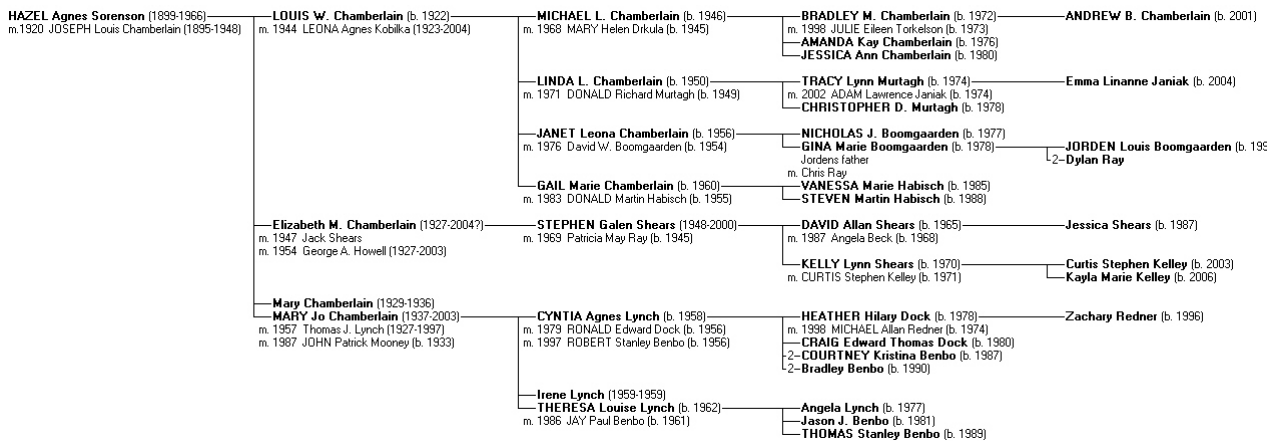 HAZEL Agnes Sorenson (1899-1966)
m.1920 JOSEPH Louis Chamberlain (1895-1948)
LOUIS W. Chamberlain (b. 1922)
m. 1944 LEONA Agnes Kobilka (1923-2004)
MICHAEL L. Chamberlain (b. 1946)
m. 1968 MARY Helen Drkula (b. 1945)
BRADLEY M. Chamberlain (b. 1972)
m. 1998 JULIE Eileen Torkelson (b. 1973)
ANDREW B. Chamberlain (b. 2001)
AMANDA Kay Chamberlain (b. 1976)
JESSICA Ann Chamberlain (b. 1980)
LINDA L. Chamberlain (b. 1950)
m. 1971 DONALD Richard Murtagh (b. 1949)
TRACY Lynn Murtagh (b. 1974)
m. 2002 ADAM Lawrence Janiak (b. 1974)
Emma Linanne Janiak (b. 2004)
CHRISTOPHER D. Murtagh (b. 1978)
JANET Leona Chamberlain (b. 1956)
m. 1976 David W. Boomgaarden (b. 1954)
NICHOLAS J. Boomgaarden (b. 1977)
GINA Marie Boomgaarden (b. 1978)
Jordens father
m. Chris Ray
JORDEN Louis Boomgaarden (b. 199
2-Dylan Ray
GAIL Marie Chamberlain (b. 1960)
m. 1983 DONALD Martin Habisch (b. 1955)
VANESSA Marie Habisch (b. 1985)
STEVEN Martin Habisch (b. 1988)
Elizabeth M. Chamberlain (1927-2004?)
m. 1947 Jack Shears
m. 1954 George A. Howell (1927-2003)
STEPHEN Galen Shears (1948-2000)
m. 1969 Patricia May Ray (b. 1945)
DAVID Allan Shears (b. 1965)
m. 1987 Angela Beck (b. 1968)
Jessica Shears (b. 1987)
KELLY Lynn Shears (b. 1970)
m. CURTIS Stephen Kelley (b. 1971)
Curtis Stephen Kelley (b. 2003)
Kayla Marie Kelley (b. 2006)
Mary Chamberlain (1929-1936)
MARY Jo Chamberlain (1937-2003)
m. 1957 Thomas J. Lynch (1927-1997)
m. 1987 JOHN Patrick Mooney (b. 1933)
CYNTIA Agnes Lynch (b. 1958)
m. 1979 RONALD Edward Dock (b. 1956)
m. 1997 ROBERT Stanley Benbo (b. 1956)
HEATHER Hilary Dock (b. 1978)
m. 1998 MICHAEL Allan Redner (b. 1974)
Zachary Redner (b. 1996)
CRAIG Edward Thomas Dock (b. 1980)
2-COURTNEY Kristina Benbo (b. 1987)
2-Bradley Benbo (b. 1990)
Irene Lynch (1959-1959)
THERESA Louise Lynch (b. 1962)
m. 1986 JAY Paul Benbo (b. 1961)
Angela Lynch (b. 1977)
Jason J. Benbo (b. 1981)
THOMAS Stanley Benbo (b. 1989)